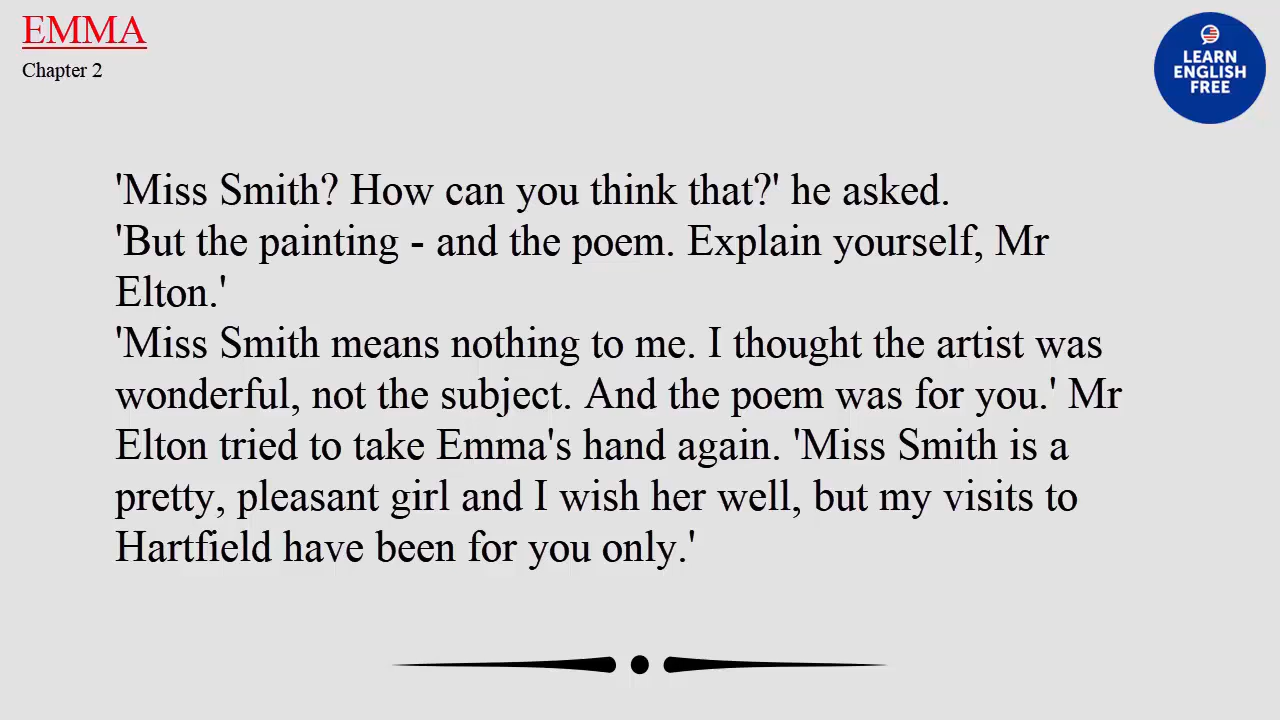 EMMA
Chapter 2
LEARN
ENGLISH
FREE
'Miss Smith? How can you think that?' he asked.
'But the painting - and the poem. Explain yourself, Mr
Elton.'
'Miss Smith means nothing to me. I thought the artist was
wonderful, not the subject. And the poem was for you.' Mr
Elton tried to take Emma's hand again. 'Miss Smith is a
pretty, pleasant girl and I wish her well, but my visits to
Hartfield have been for you only.'